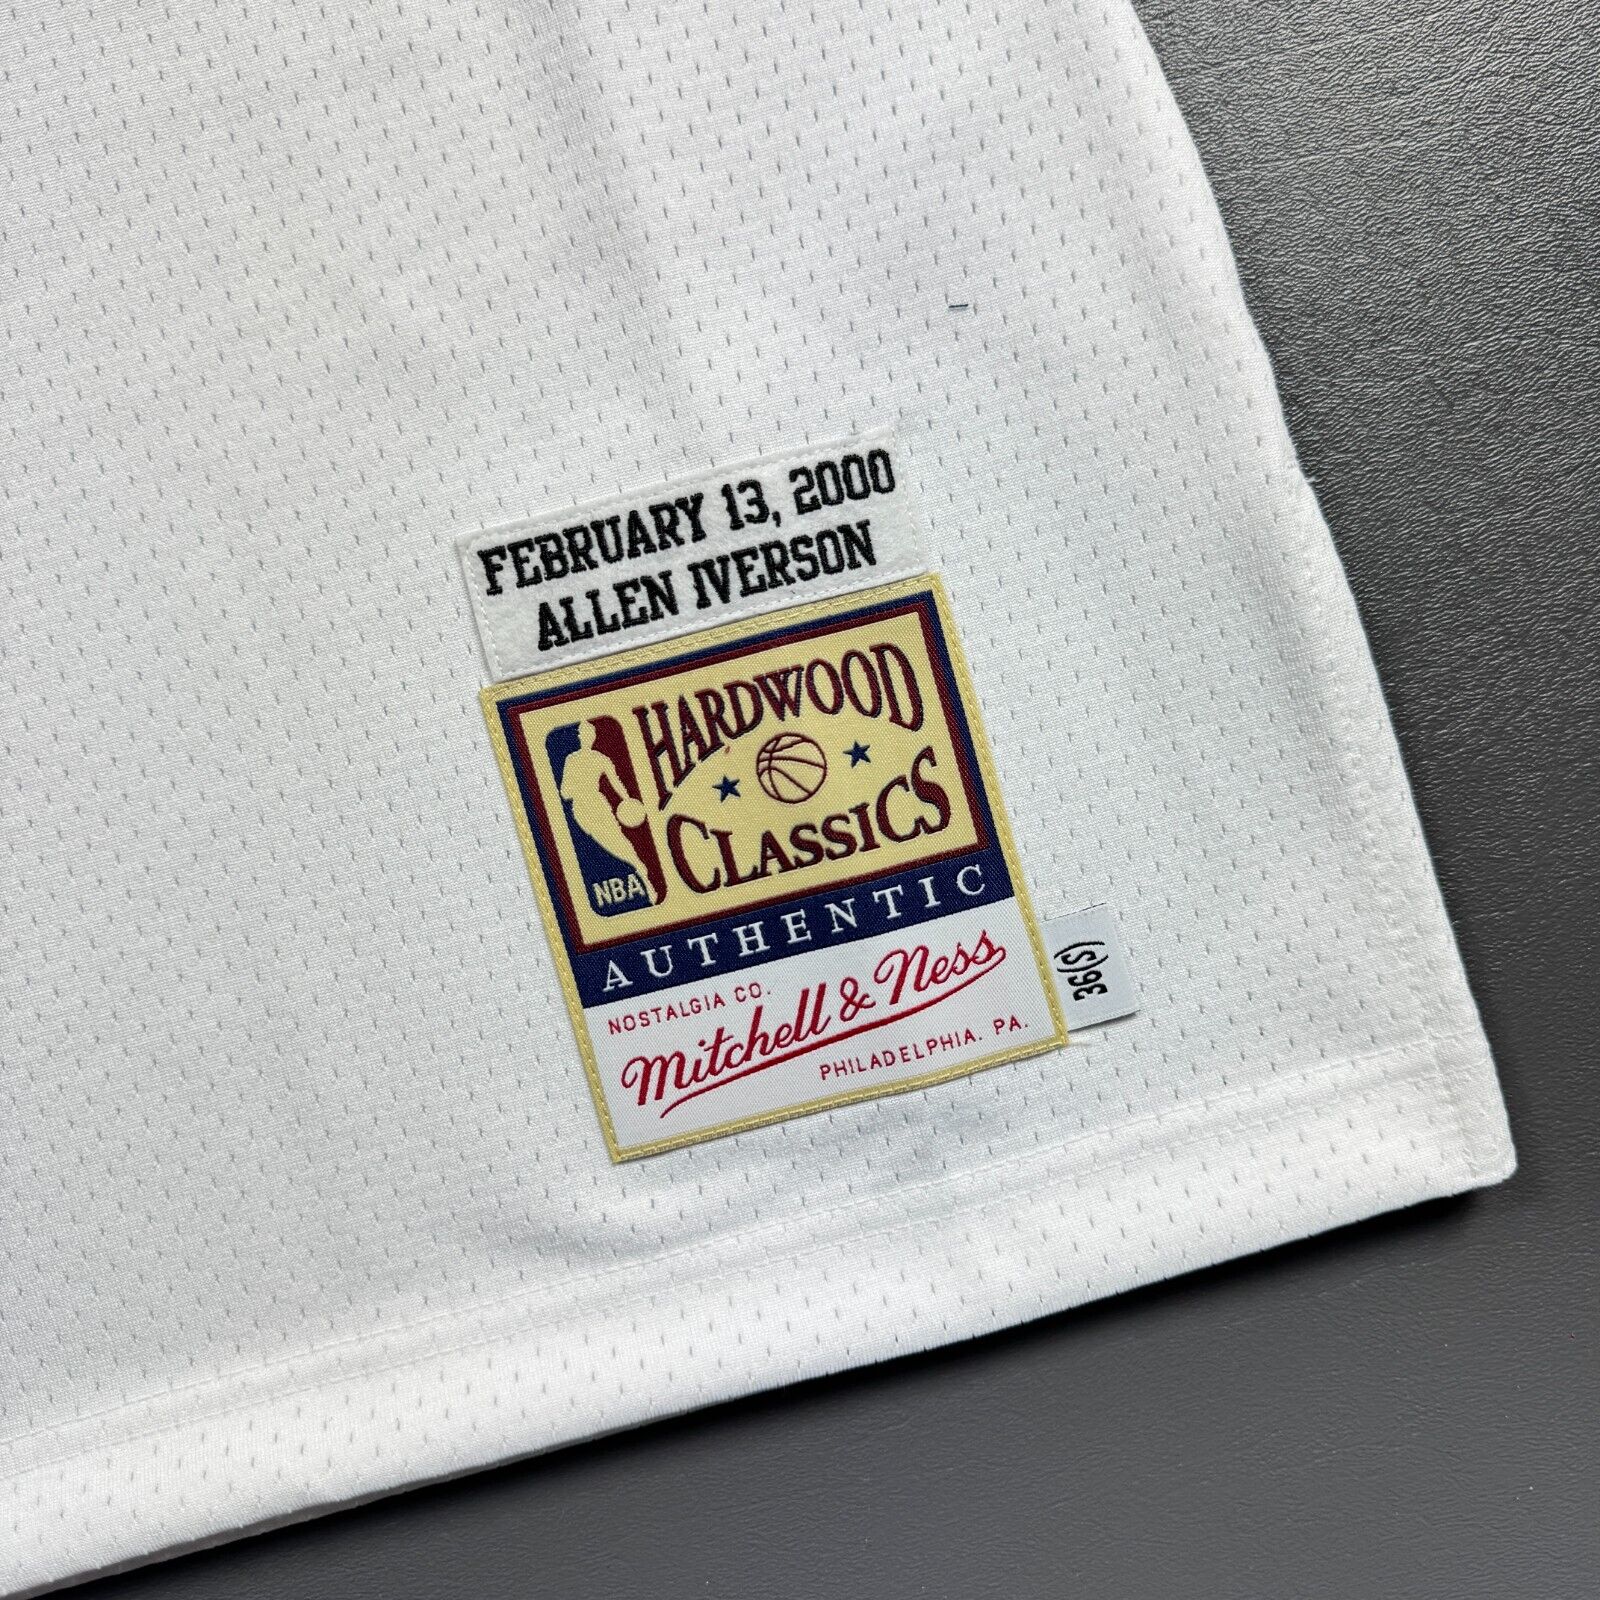 FEBRUARY 13, 2000
ALLEN IVERSON
HARDWOOD
CLASSICS
NBA
AUTHENTIC
NOSTALGIA CO.
Mitchell & Ness
PHILADELPHIA. PA.
36(S)